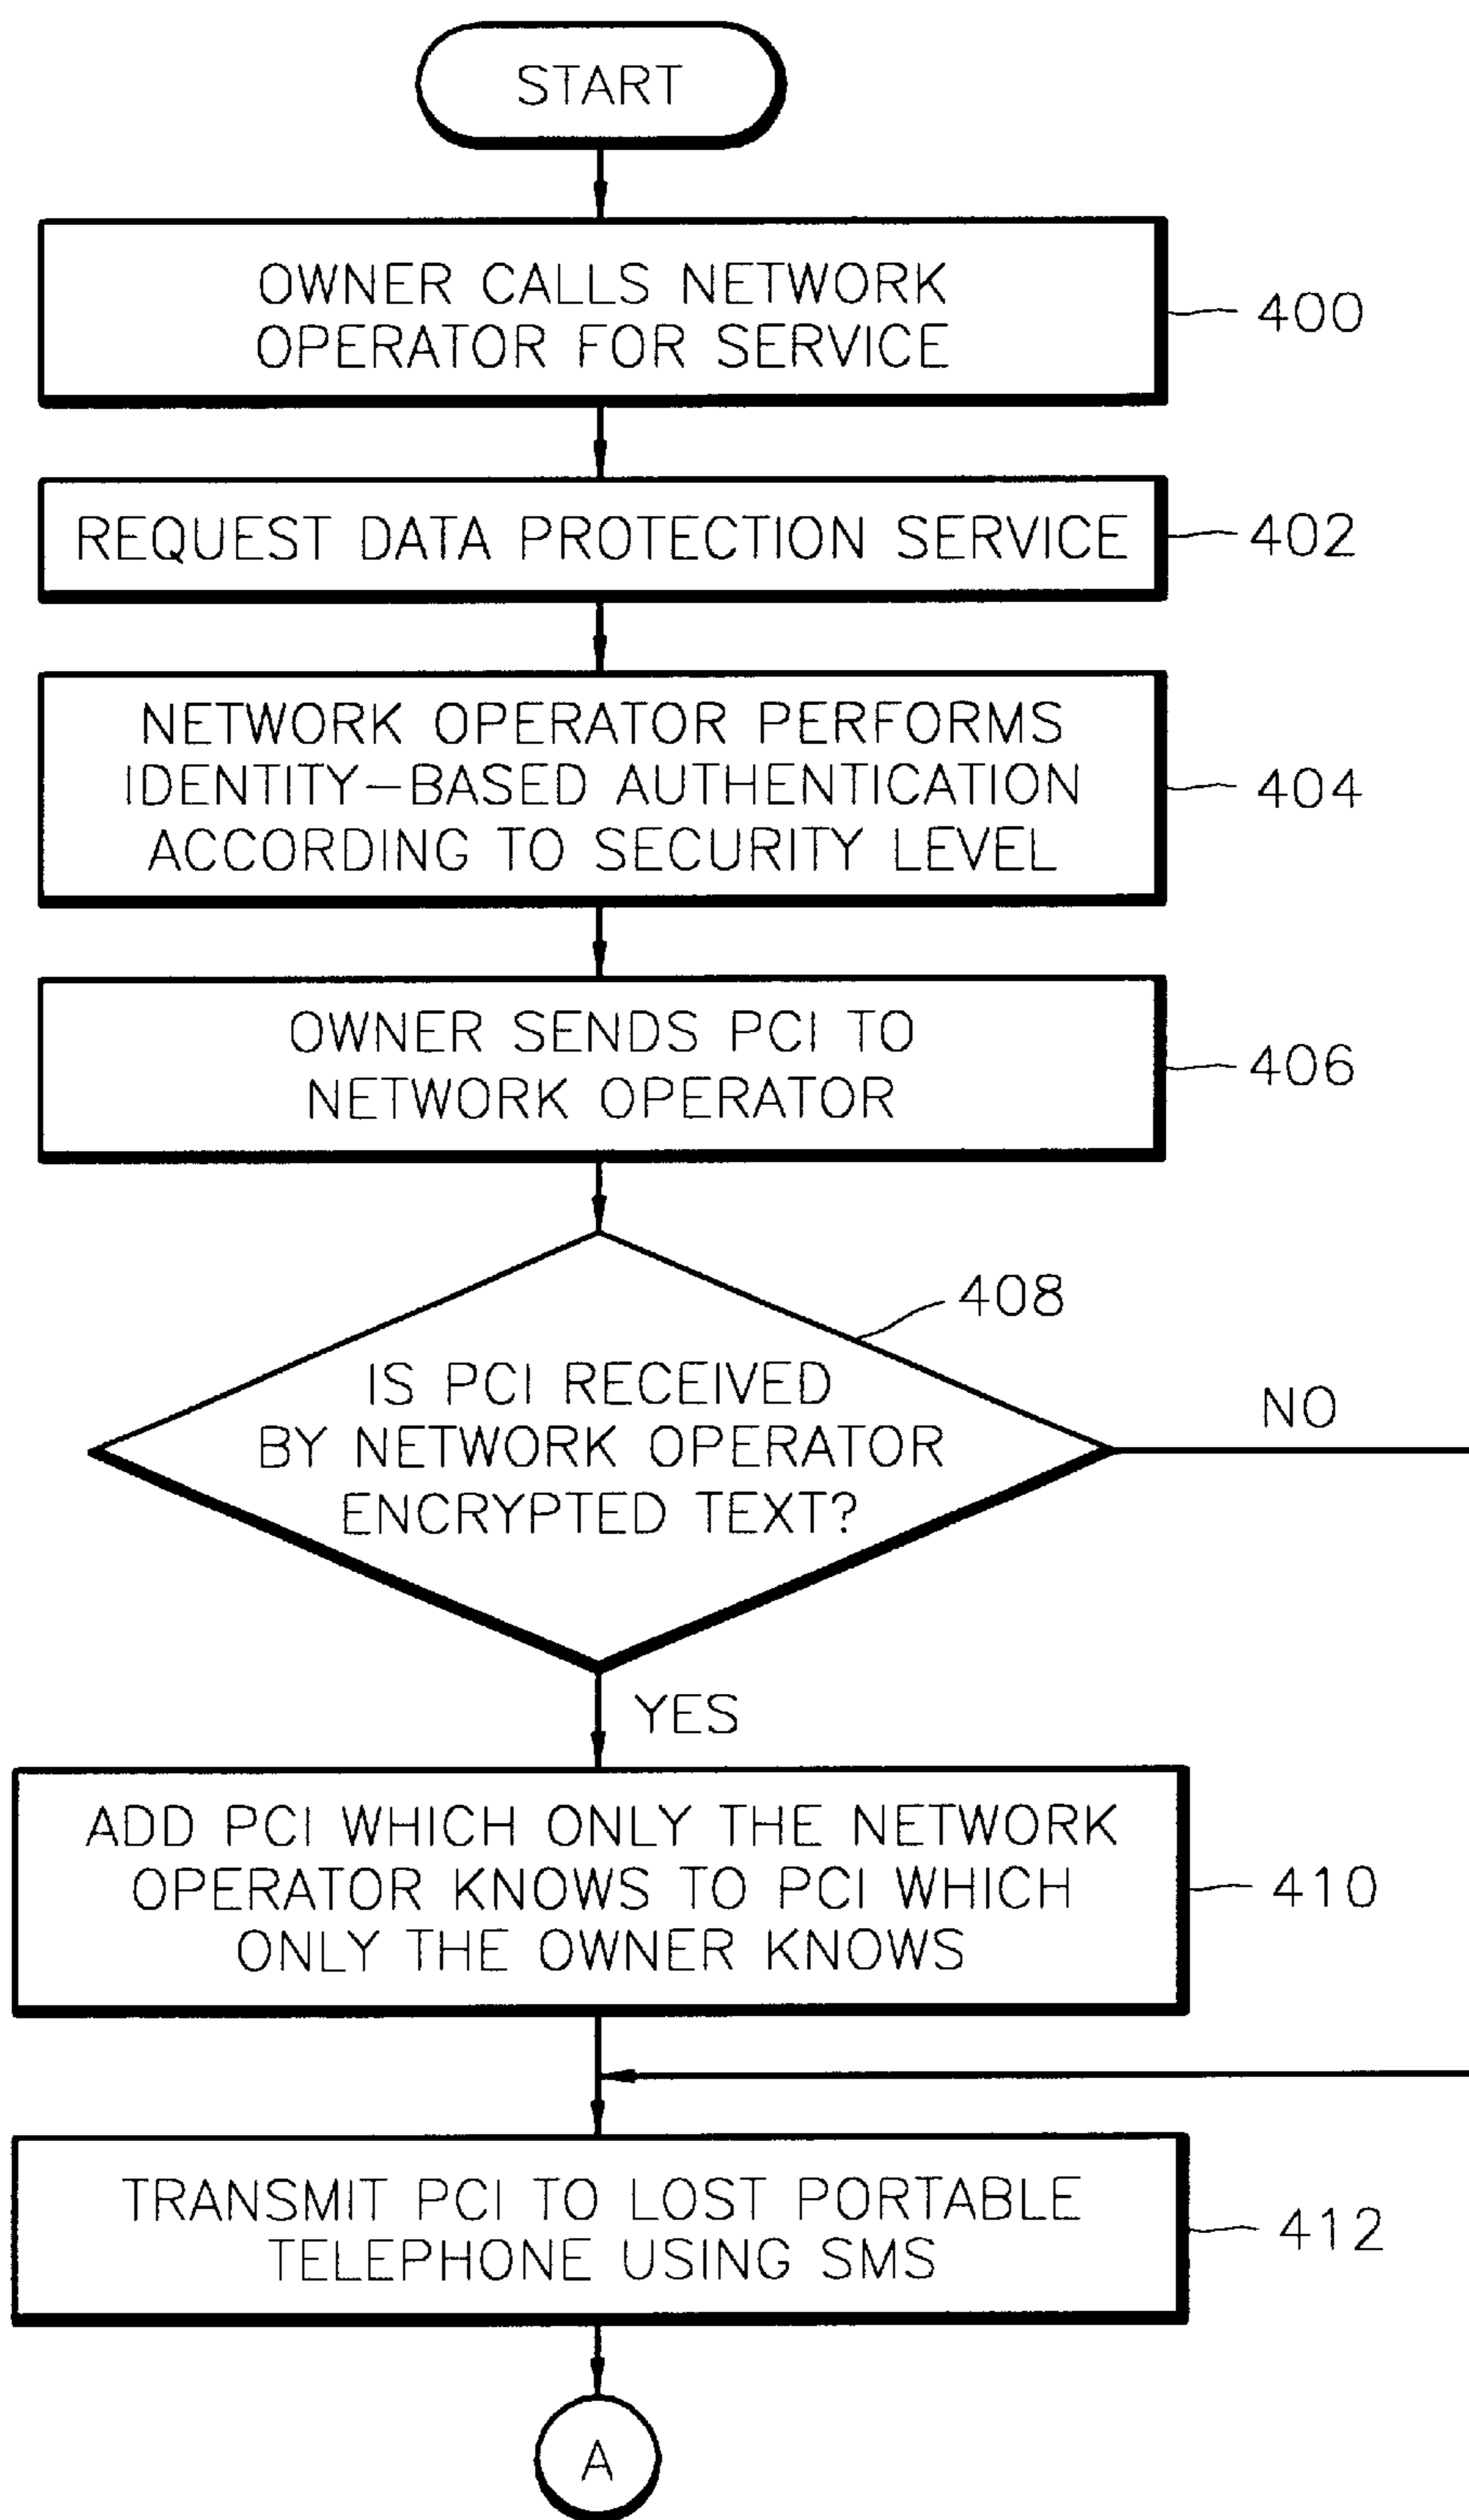 START
OWNER CALLS NETWORK
OPERATOR FOR SERVICE
400
REQUEST DATA PROTECTION SERVICE
402
NETWORK OPERATOR PERFORMS
IDENTITY-BASED AUTHENTICATION
ACCORDING TO SECURITY LEVEL
404
OWNER SENDS PCI TO
NETWORK OPERATOR
406
408
IS PCI RECEIVED
BY NETWORK OPERATOR
ENCRYPTED TEXT?
NO
YES
ADD PCI WHICH ONLY THE NETWORK
OPERATOR KNOWS TO PCI WHICH
ONLY THE OWNER KNOWS
410
TRANSMIT PCI TO LOST PORTABLE
TELEPHONE USING SMS
412
A